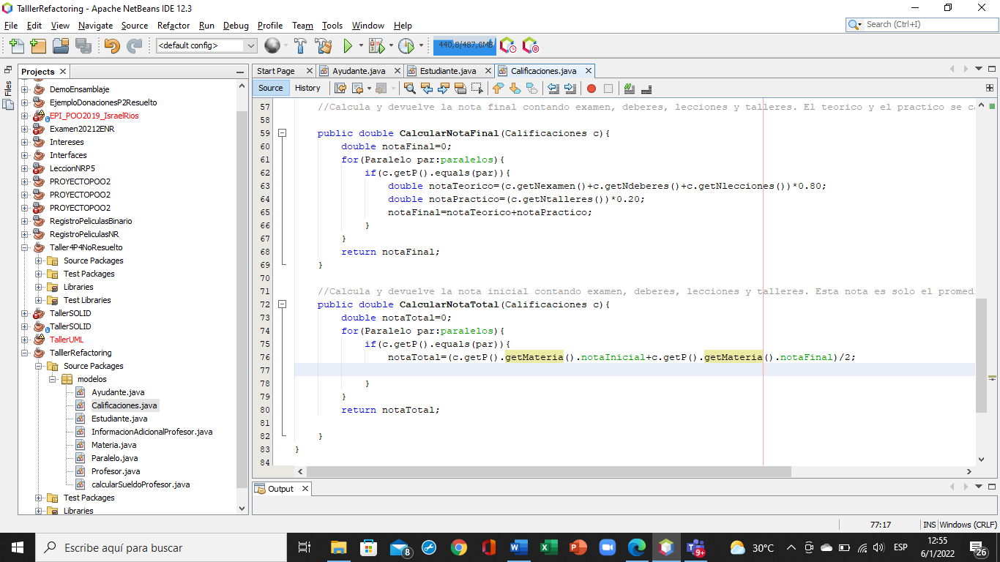 TalllerRefactoring - Apache NetBeans IDE 12.3
File Edit View Navigate Source Refactor Run Debug Profile Team Tools Window Help
Search (Ctrl+I)
<default config>
440,8/487,0MB
Files
Projects
DemoEnsamblaje
EjemploDonacionesP2Resuelto
EPI_POO2019_IsraelRios
Examen20212ENR
Intereses
Interfaces
LeccionNRP5
PROYECTOPOO2
PROYECTOPOO2
PROYECTOPOO2
RegistroPeliculasBinario
RegistroPeliculasNR
Taller4P4NoResuelto
Source Packages
Test Packages
Libraries
Test Libraries
TallerSOLID
TallerSOLID
TallerUML
TalllerRefactoring
Source Packages
modelos
Ayudante.java
Calificaciones.java
Estudiante.java
InformacionAdicionalProfesor.java
Materia.java
Paralelo.java
Profesor.java
calcularSueldoProfesor.java
Test Packages
Libraries
Start Page Ayudante.java Estudiante.java Calificaciones.java
Source History
57 //Calcula y devuelve la nota final contando examen, deberes, lecciones y talleres. El teorico y el practico se ca
58
59 public double CalcularNotaFinal(Calificaciones c){
60 double notaFinal=0;
61 for(Paralelo par:paralelos){
62 if(c.getP().equals(par)){
63 double notaTeorico=(c.getNexamen()+c.getNdeberes()+c.getNlecciones())*0.80;
64 double notaPractico=(c.getNtalleres())*0.20;
65 notaFinal=notaTeorico+notaPractico;
66 }
67 }
68 return notaFinal;
69 }
70
71 //Calcula y devuelve la nota inicial contando examen, deberes, lecciones y talleres. Esta nota es solo el promed
72 public double CalcularNotaTotal(Calificaciones c){
73 double notaTotal=0;
74 for(Paralelo par:paralelos){
75 if(c.getP().equals(par)){
76 notaTotal=(c.getP().getMateria().notaInicial+c.getP().getMateria().notaFinal)/2;
77
78 }
79 }
80 return notaTotal;
81
82 }
83 }
84
Output
77:17 INS Windows (CRLF)
Escribe aquí para buscar
8
9+
30°C
ESP
12:55
6/1/2022
26